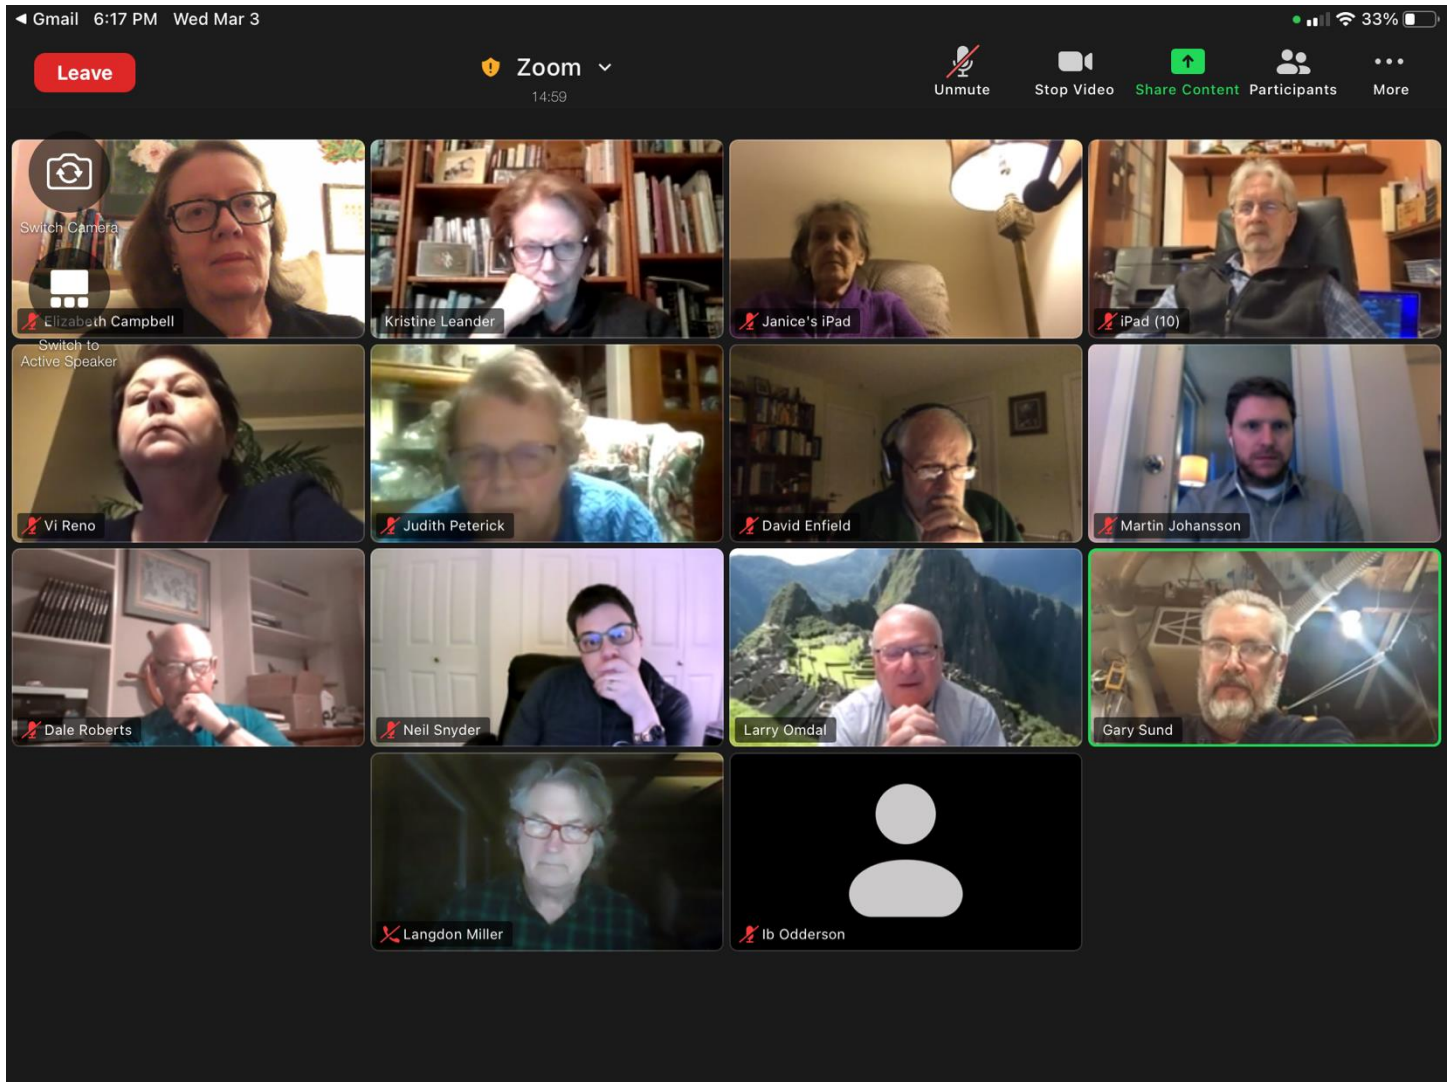 ◀ Gmail 6:17 PM Wed Mar 3
33%
Leave
Zoom
14:59
Unmute
Stop Video
Share Content
Participants
More
Switch Camera
Elizabeth Campbell
Kristine Leander
Janice's iPad
iPad (10)
Switch to
Active Speaker
Vi Reno
Judith Peterick
David Enfield
Martin Johansson
Dale Roberts
Neil Snyder
Larry Omdal
Gary Sund
Langdon Miller
Ib Odderson